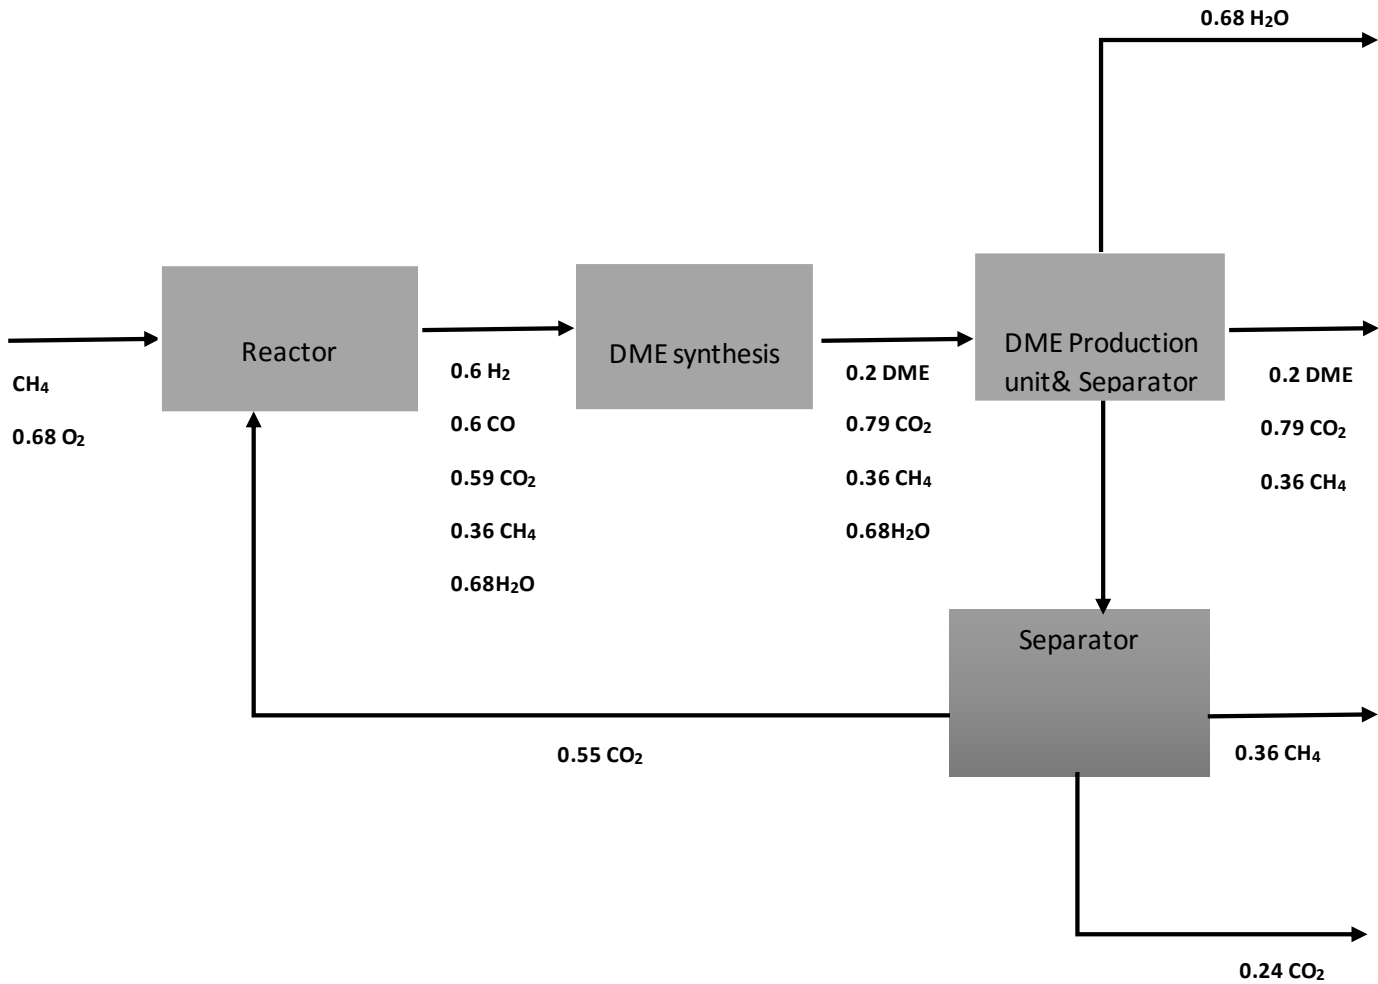 0.68 H₂O
Reactor
DME synthesis
DME Production
unit& Separator
CH₄
0.68 O₂
0.6 H₂
0.6 CO
0.59 CO₂
0.36 CH₄
0.68H₂O
0.2 DME
0.79 CO₂
0.36 CH₄
0.68H₂O
0.2 DME
0.79 CO₂
0.36 CH₄
Separator
0.55 CO₂
0.36 CH₄
0.24 CO₂